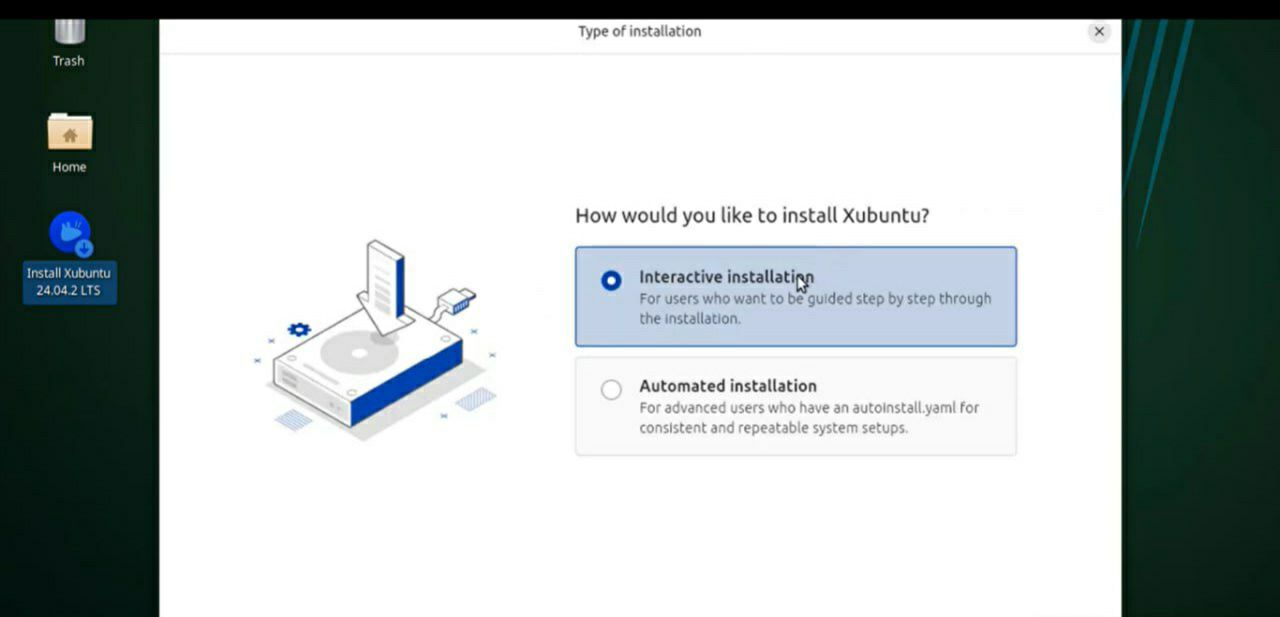 Type of installation
Trash
Home
Install Xubuntu
24.04.2 LTS
How would you like to install Xubuntu?
Interactive installation
For users who want to be guided step by step through
the installation.
Automated installation
For advanced users who have an autoinstall.yaml for
consistent and repeatable system setups.